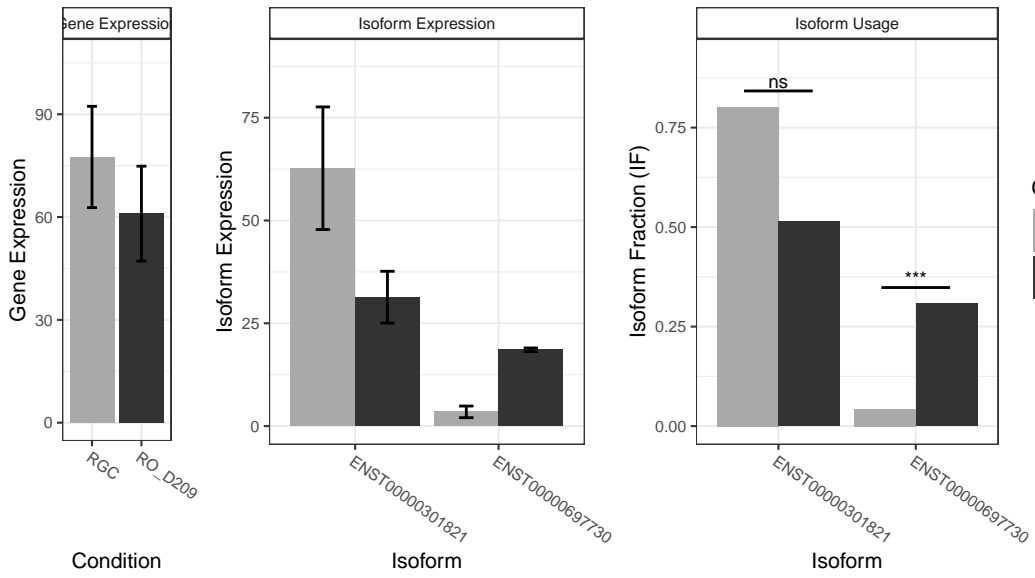 Gene Expression
Gene Expression
90
60
30
0
RGC
RO_D209
Condition
Isoform Expression
Isoform Expression
75
50
25
0
ENST00000301821
ENST00000697730
Isoform
Isoform Usage
Isoform Fraction (IF)
0.75
0.50
0.25
0.00
ns
***
ENST00000301821
ENST00000697730
Isoform